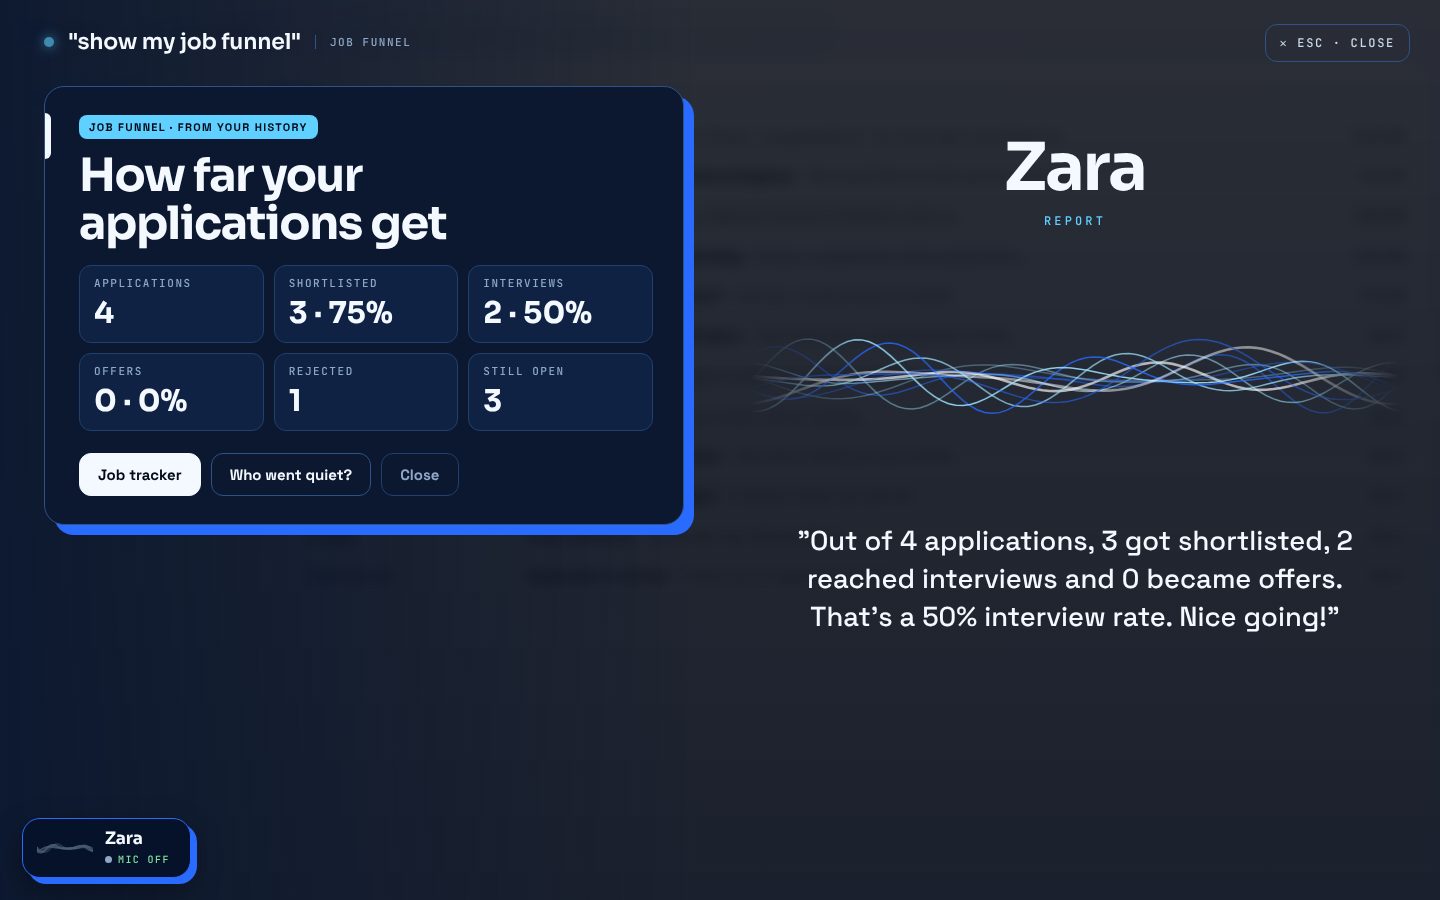 "show my job funnel"
JOB FUNNEL
× ESC · CLOSE
JOB FUNNEL · FROM YOUR HISTORY
How far your
applications get
APPLICATIONS
4
SHORTLISTED
3 · 75%
INTERVIEWS
2 · 50%
OFFERS
0 · 0%
REJECTED
1
STILL OPEN
3
Job tracker
Who went quiet?
Close
Zara
REPORT
”Out of 4 applications, 3 got shortlisted, 2
reached interviews and 0 became offers.
That’s a 50% interview rate. Nice going!”
Zara
MIC OFF